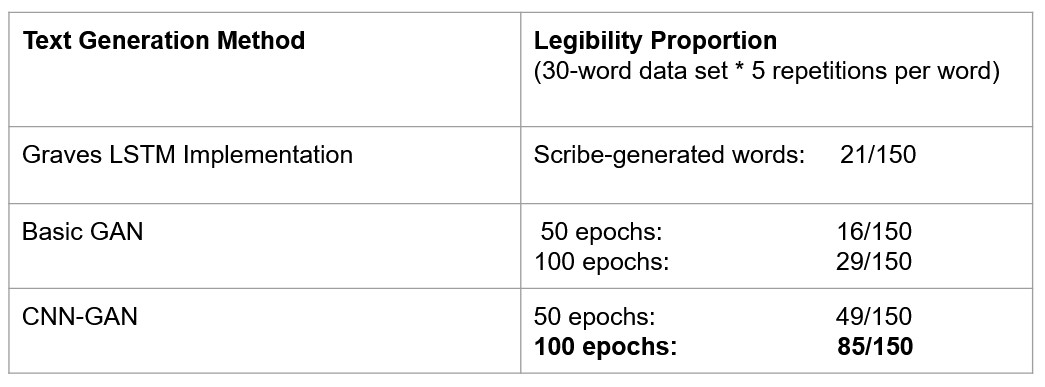 Text Generation Method
Legibility Proportion
(30-word data set * 5 repetitions per word)
Graves LSTM Implementation
Scribe-generated words: 21/150
Basic GAN
50 epochs: 16/150
100 epochs: 29/150
CNN-GAN
50 epochs: 49/150
100 epochs: 85/150